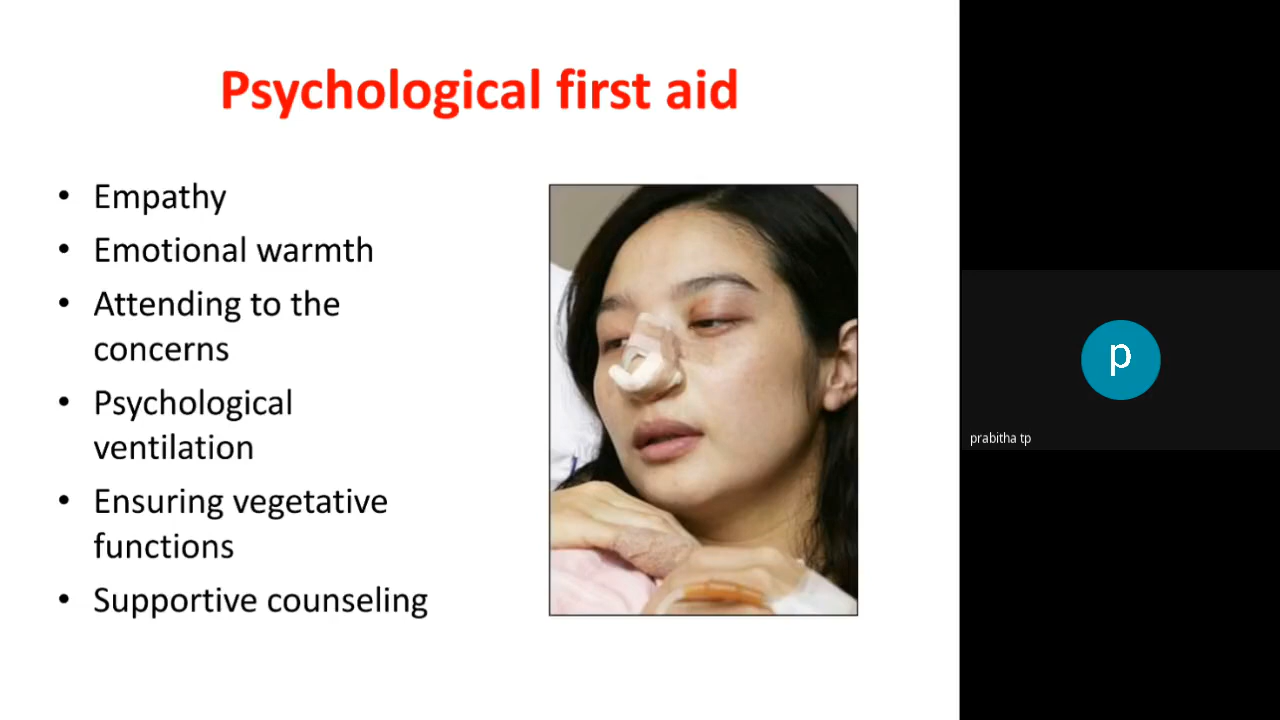 Psychological first aid
• Empathy
• Emotional warmth
• Attending to the
concerns
• Psychological
ventilation
• Ensuring vegetative
functions
• Supportive counseling
p
prabitha tp